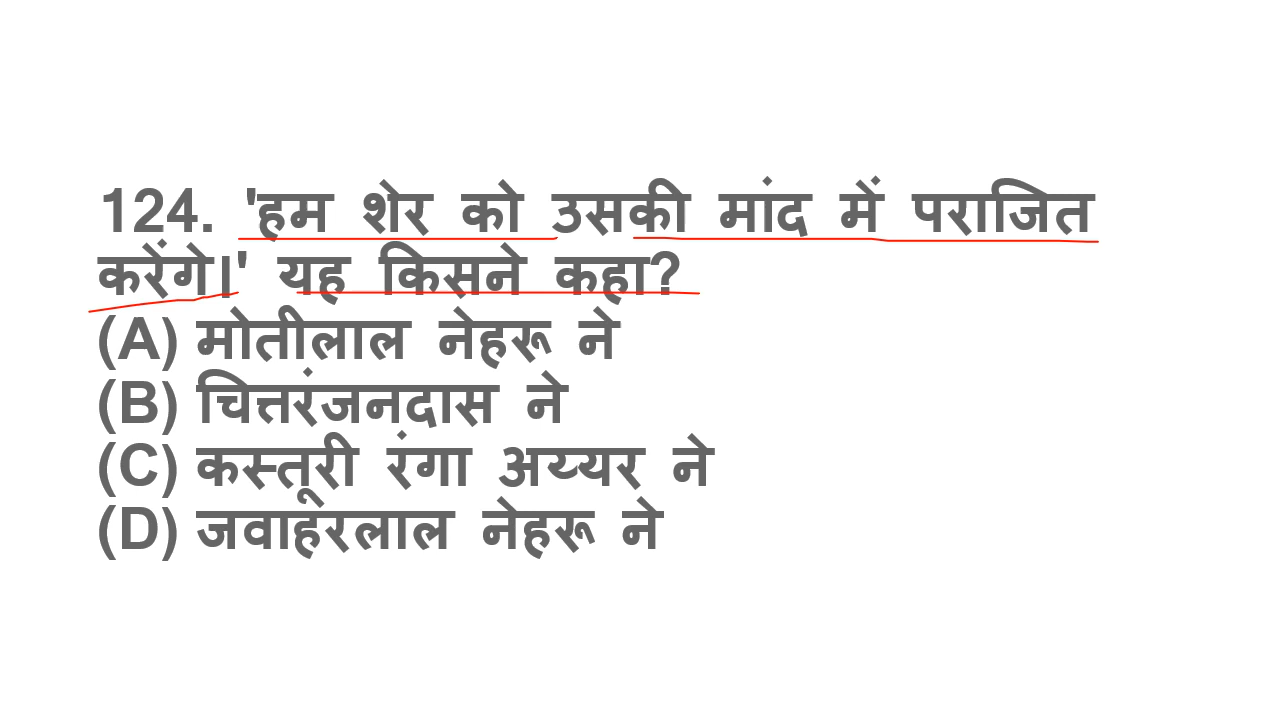 124. 'हम शेर को उसकी मांद में पराजित
करेंगे।' यह किसने कहा?
(A) मोतीलाल नेहरू ने
(B) चित्तरंजनदास ने
(C) कस्तूरी रंगा अय्यर ने
(D) जवाहरलाल नेहरू ने